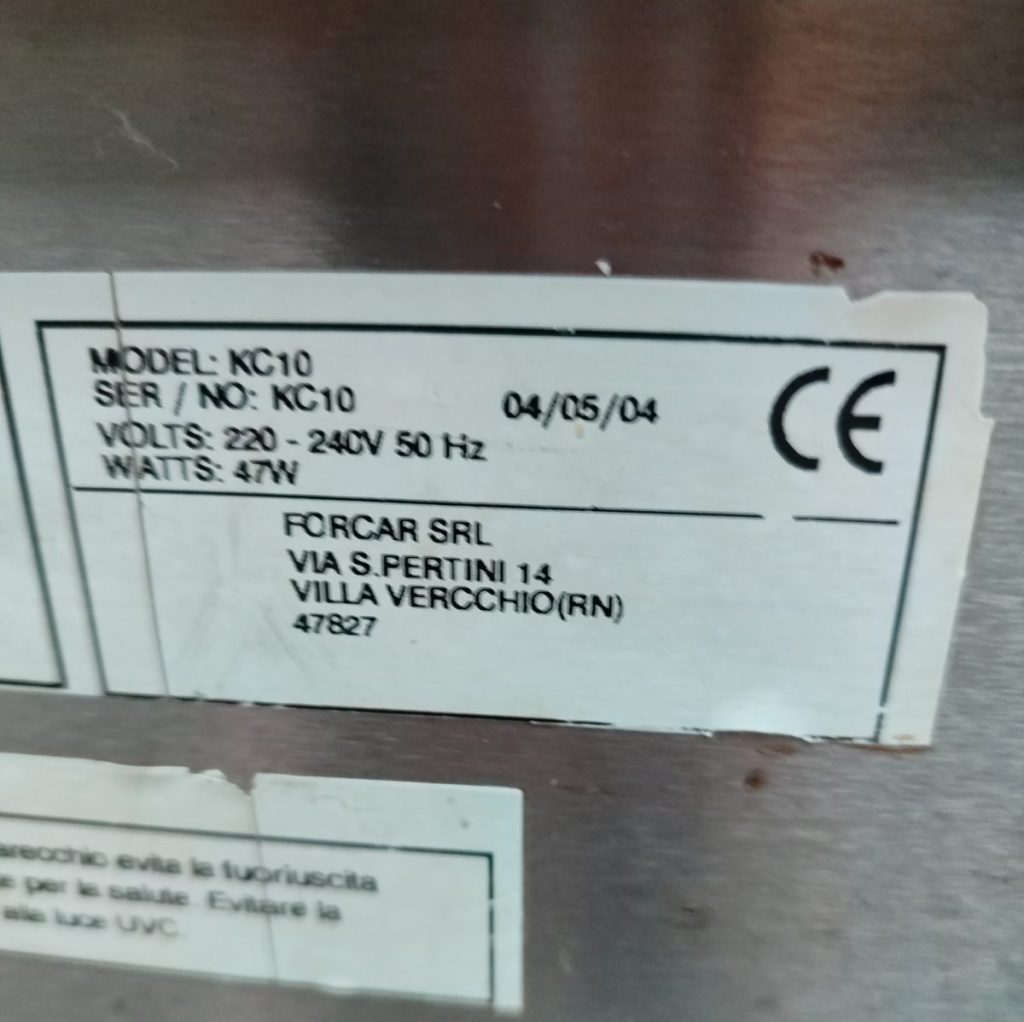 MODEL: KC10
SER / NO: KC10 04/05/04
VOLTS: 220 - 240V 50 Hz
WATTS: 47W
CE
FORCAR SRL
VIA S.PERTINI 14
VILLA VERCCHIO(RN)
47827
arecchio evita la fuoriuscita
per la salute. Evitare la
alla luce UVC.